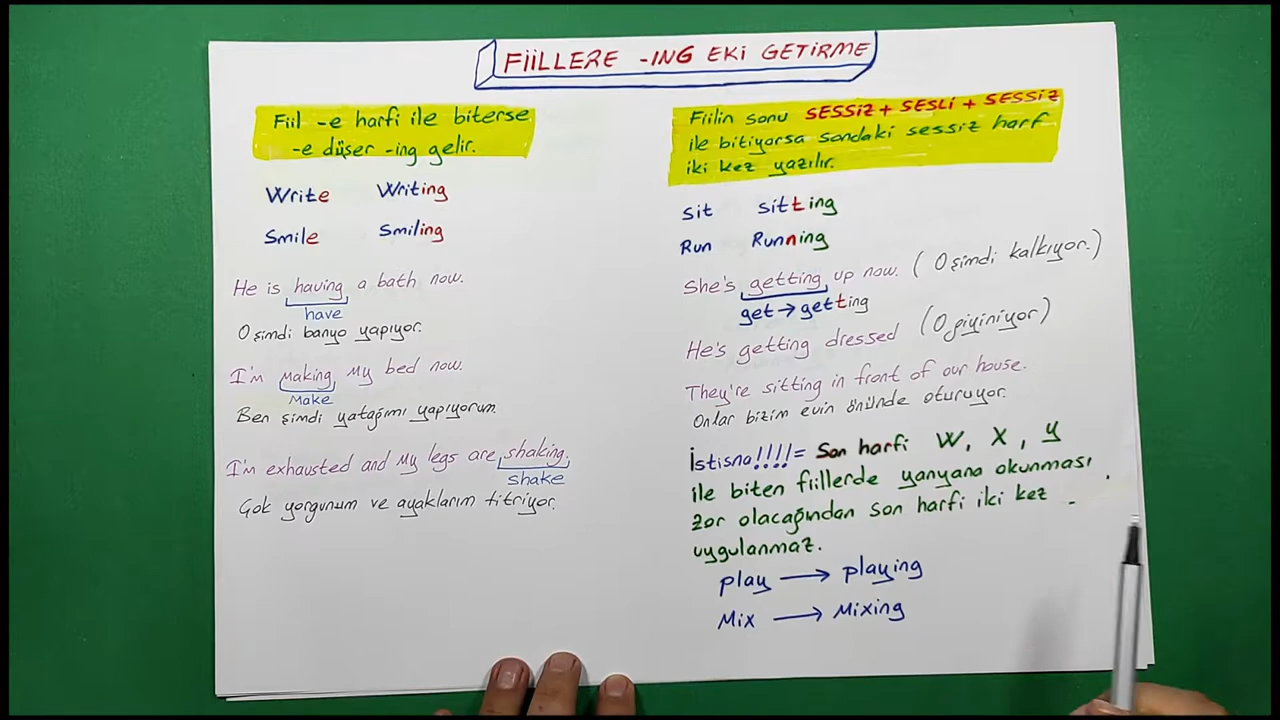 FİİLLERE -ING EKİ GETİRME
Fiil -e harfi ile biterse
-e düşer -ing gelir.
Write Writing
Smile Smiling
He is having a bath now.
have
O şimdi banyo yapıyor.
I'm making my bed now.
Make
Ben şimdi yatağımı yapıyorum.
I'm exhausted and my legs are shaking.
shake
Çok yorgunum ve ayaklarım titriyor.
Fiilin sonu SESSİZ + SESLİ + SESSİZ
ile bitiyorsa sondaki sessiz harf
iki kez yazılır.
Sit Sitting
Run Running
She's getting up now. (O şimdi kalkıyor.)
get → getting
He's getting dressed (O giyiniyor)
They're sitting in front of our house.
Onlar bizim evin önünde oturuyor.
İstisna!!!!= Son harfi W, X, y
ile biten fiillerde yanyana okunması
zor olacağından son harfi iki kez
uygulanmaz.
play → playing
Mix → Mixing